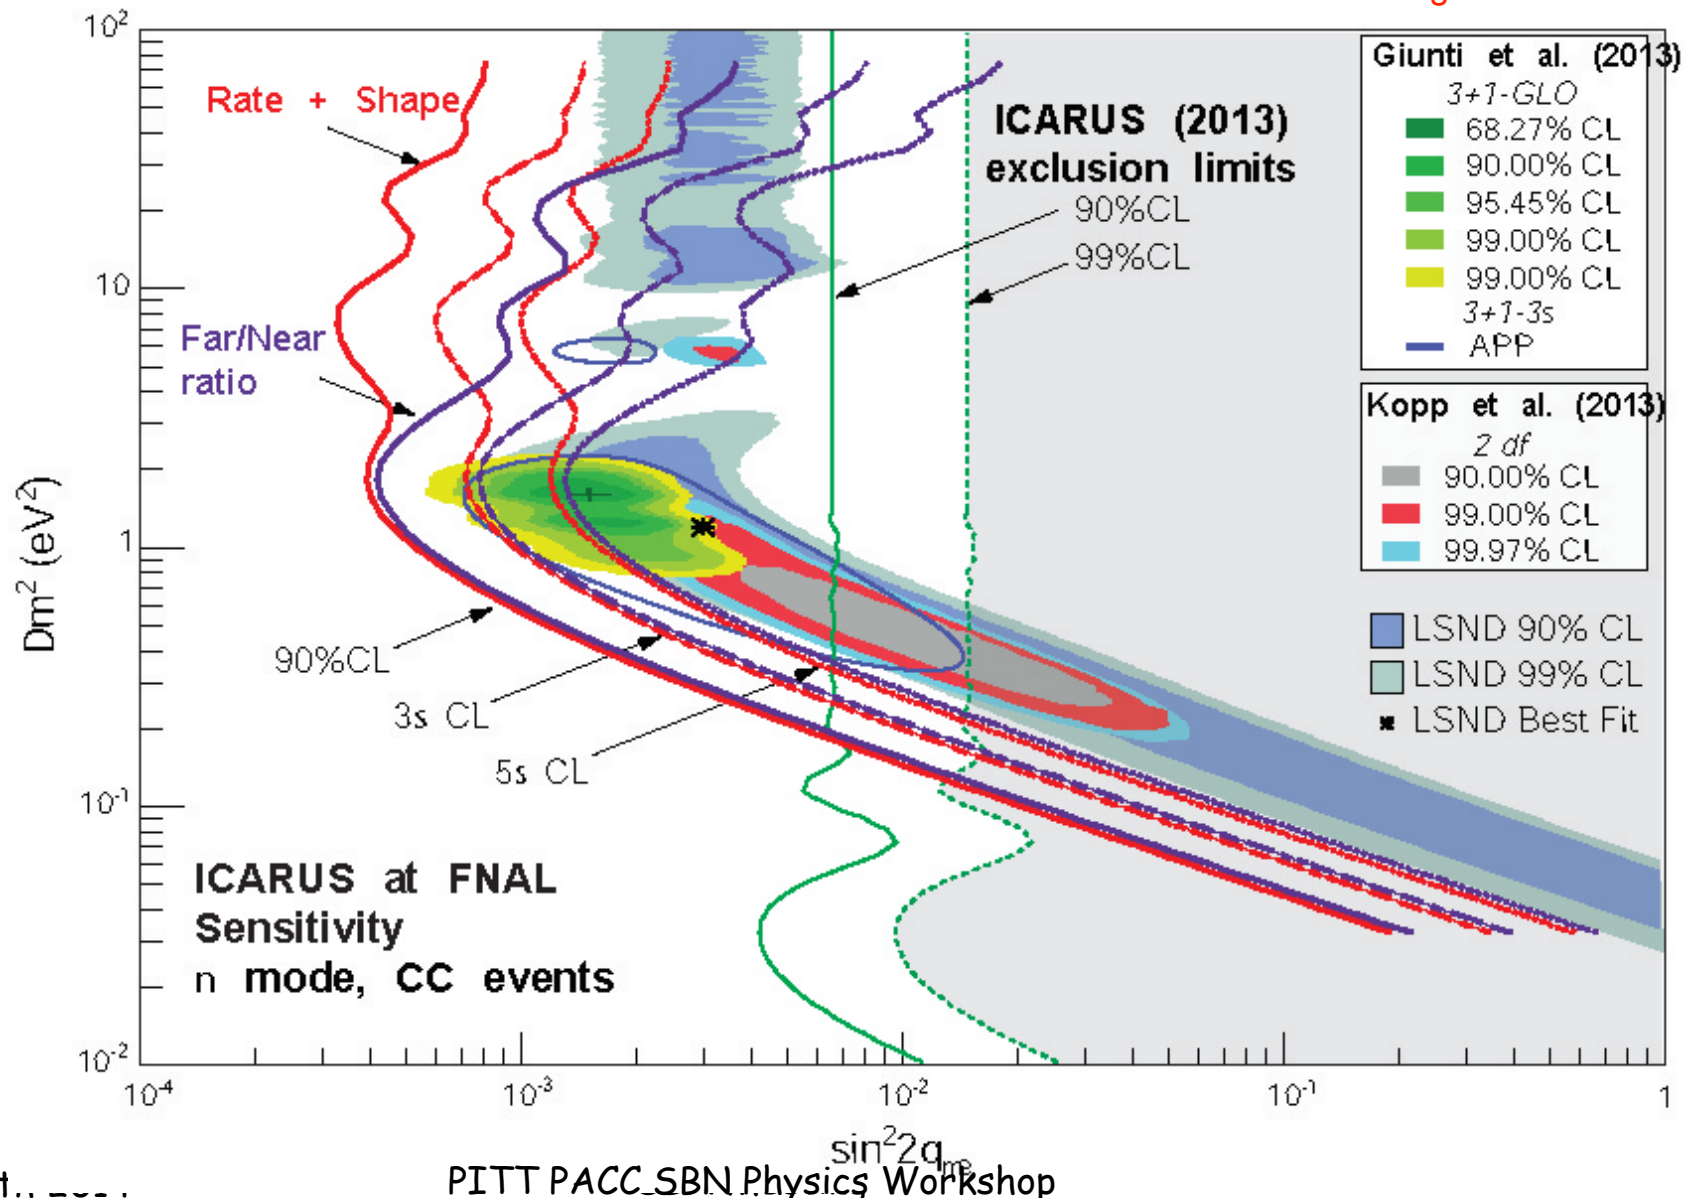 g
10²
10
1
10⁻¹
10⁻²
Dm² (eV²)
Rate + Shape
Far/Near
ratio
ICARUS (2013)
exclusion limits
90%CL
99%CL
90%CL
3s CL
5s CL
ICARUS at FNAL
Sensitivity
n mode, CC events
Giunti et al. (2013)
3+1-GLO
68.27% CL
90.00% CL
95.45% CL
99.00% CL
99.00% CL
3+1-3s
APP
Kopp et al. (2013)
2 df
90.00% CL
99.00% CL
99.97% CL
LSND 90% CL
LSND 99% CL
LSND Best Fit
10⁻⁴
10⁻³
10⁻²
10⁻¹
1
sin²2q
PITT PACC SBN Physics Workshop